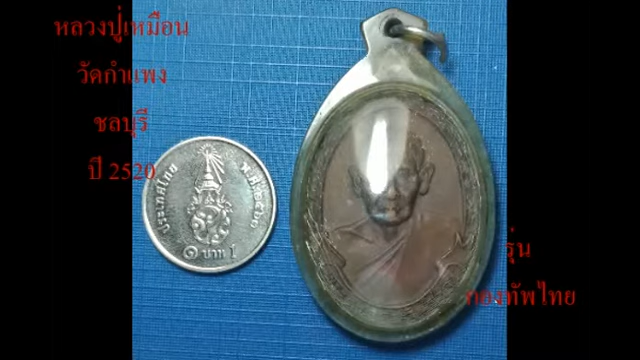 หลวงปู่เหมือน
วัดกำแพง
ชลบุรี
ปี 2520
ประเทศไทย
๑ บาท 1
รุ่น
กองทัพไทย